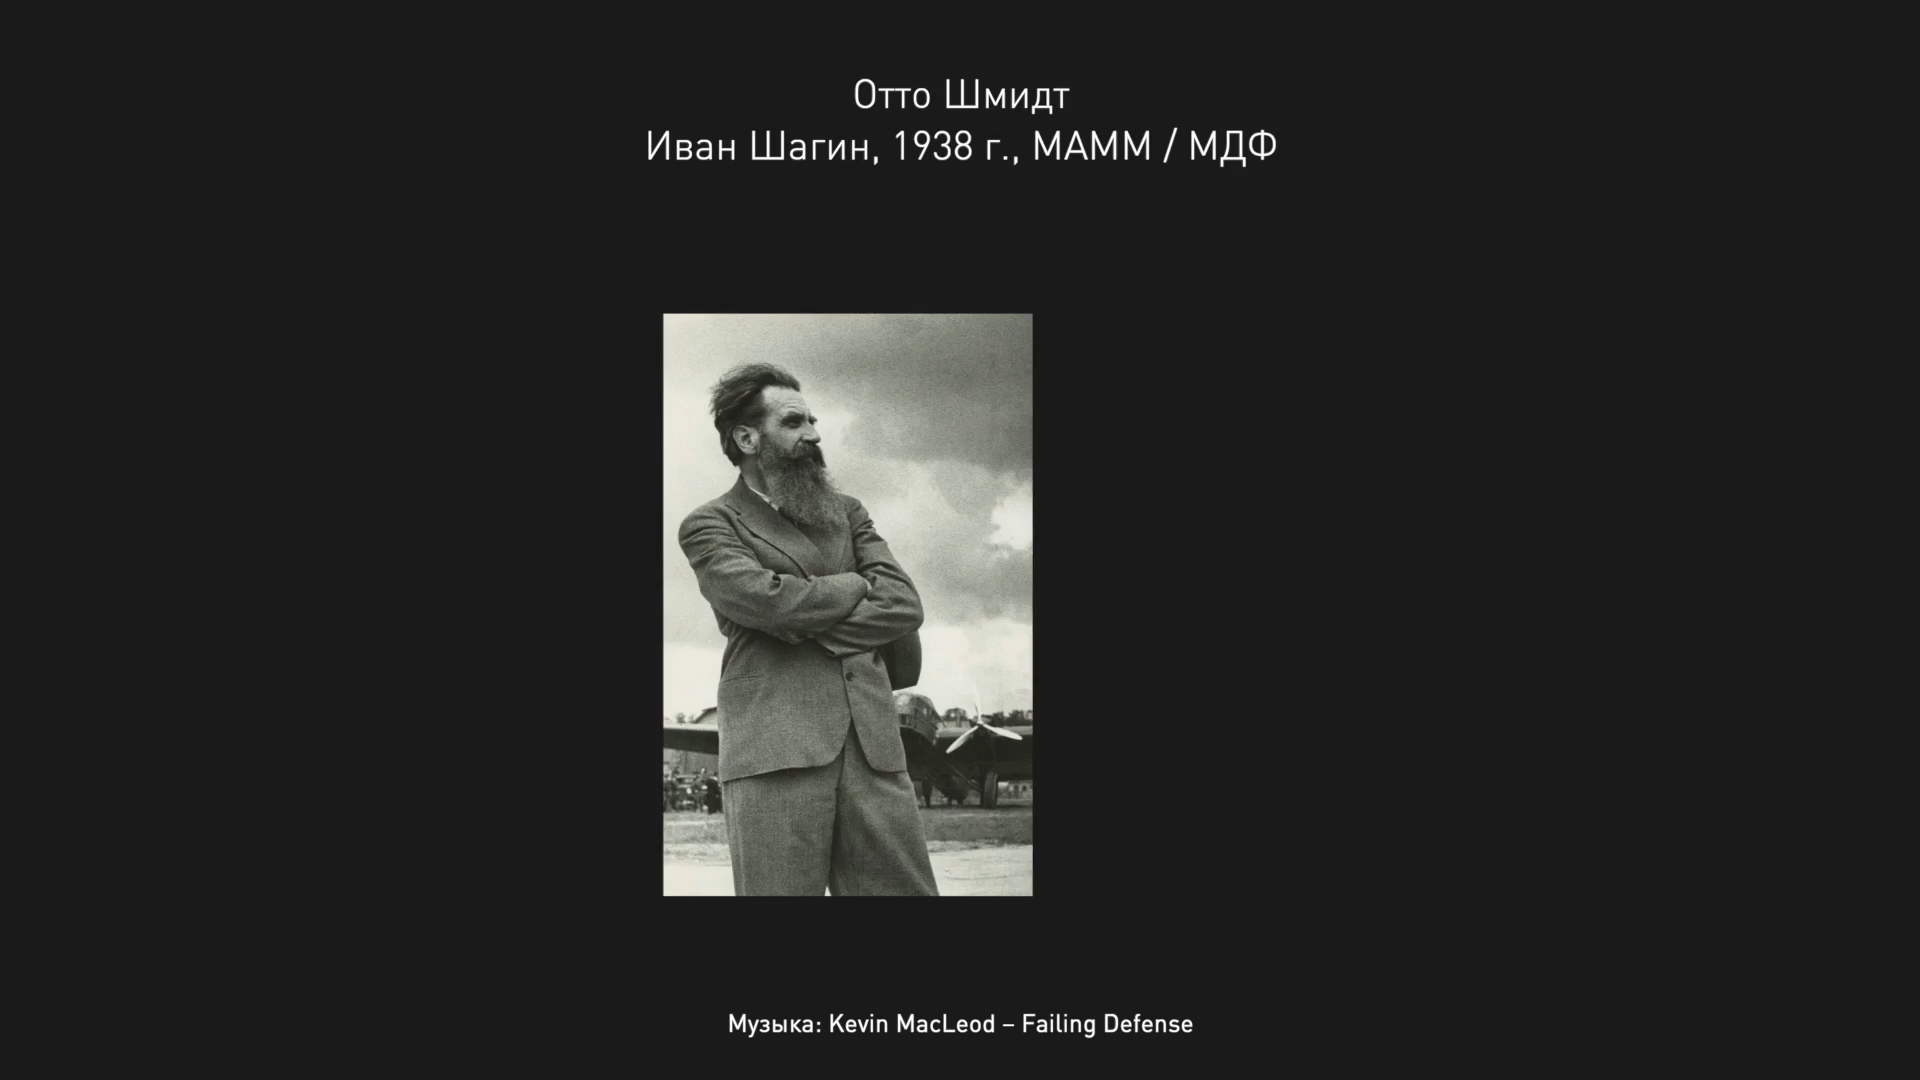 Отто Шмидт
Иван Шагин, 1938 г., МАММ / МДФ
Музыка: Kevin MacLeod – Failing Defense